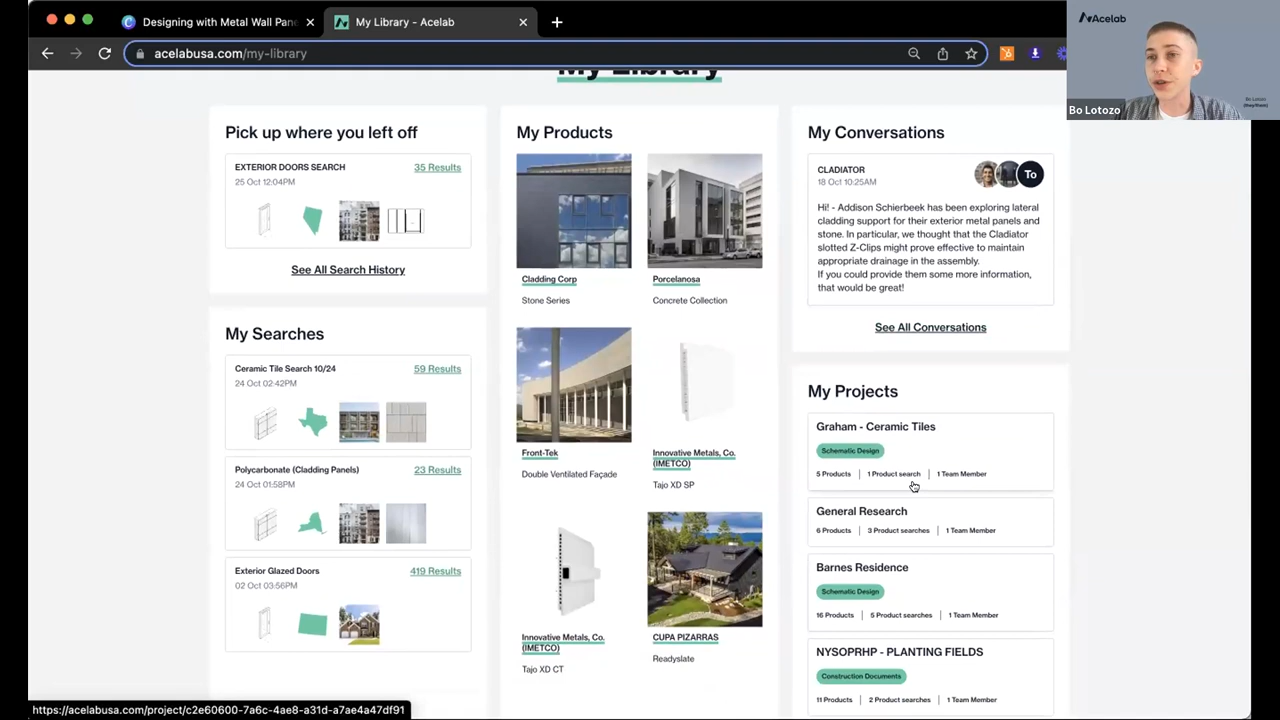 Designing with Metal Wall Pane
My Library - Acelab
acelabusa.com/my-library
Acelab
Bo Lotozo
(they/them)
Bo Lotozo
My Library
Pick up where you left off
EXTERIOR DOORS SEARCH
35 Results
25 Oct 12:04PM
See All Search History
My Searches
Ceramic Tile Search 10/24
59 Results
24 Oct 02:42PM
Polycarbonate (Cladding Panels)
23 Results
24 Oct 01:58PM
Exterior Glazed Doors
419 Results
02 Oct 03:56PM
My Products
Cladding Corp
Stone Series
Porcelanosa
Concrete Collection
Front-Tek
Double Ventilated Façade
Innovative Metals, Co.
(IMETCO)
Tajo XD SP
Innovative Metals, Co.
(IMETCO)
Tajo XD CT
CUPA PIZARRAS
Readyslate
My Conversations
CLADIATOR
18 Oct 10:25AM
To
Hi! - Addison Schierbeek has been exploring lateral
cladding support for their exterior metal panels and
stone. In particular, we thought that the Cladiator
slotted Z-Clips might prove effective to maintain
appropriate drainage in the assembly.
If you could provide them some more information,
that would be great!
See All Conversations
My Projects
Graham - Ceramic Tiles
Schematic Design
5 Products | 1 Product search | 1 Team Member
General Research
6 Products | 3 Product searches | 1 Team Member
Barnes Residence
Schematic Design
16 Products | 5 Product searches | 1 Team Member
NYSOPRHP - PLANTING FIELDS
Construction Documents
11 Products | 2 Product searches | 1 Team Member